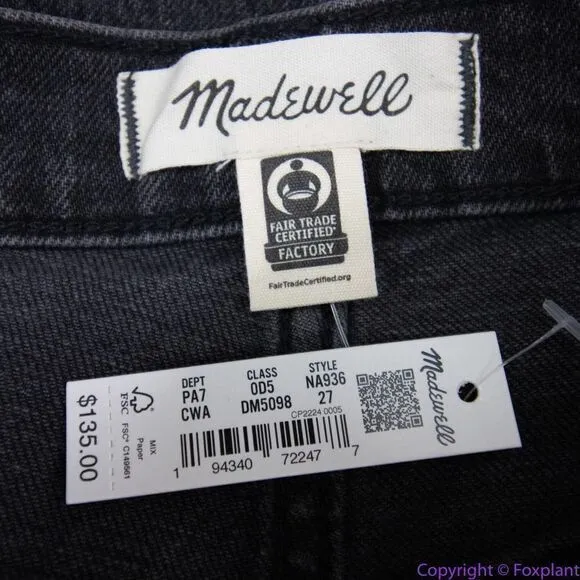 Madewell
FAIR TRADE
CERTIFIED®
FACTORY
FairTradeCertified.org
DEPT CLASS STYLE
PA7 0D5 NA936
CWA DM5098 27
CP2224 0005
1 94340 72247 7
$135.00
FSC
FSC® C149561
MIX
Paper
Madewell
Copyright © Foxplant